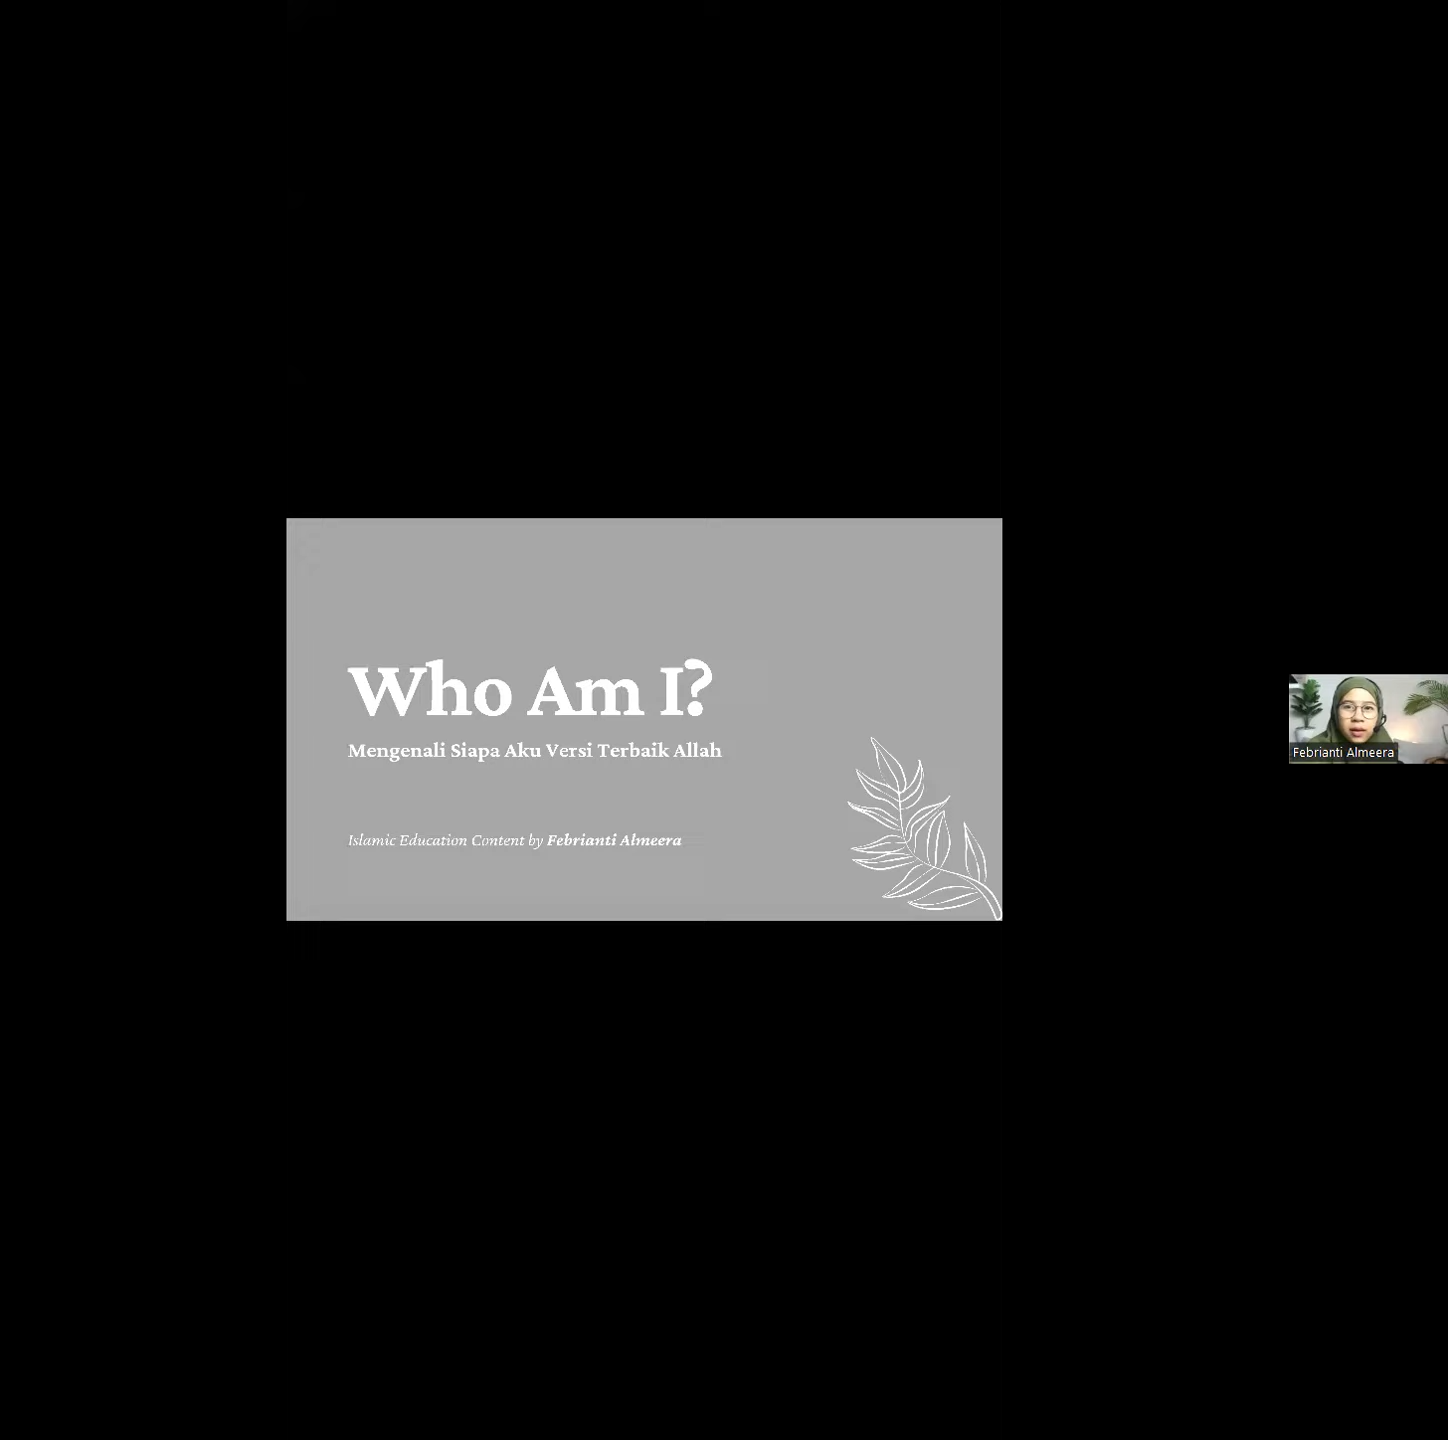 Who Am I?
Mengenali Siapa Aku Versi Terbaik Allah
Islamic Education Content by Febrianti Almeera
Febrianti Almeera